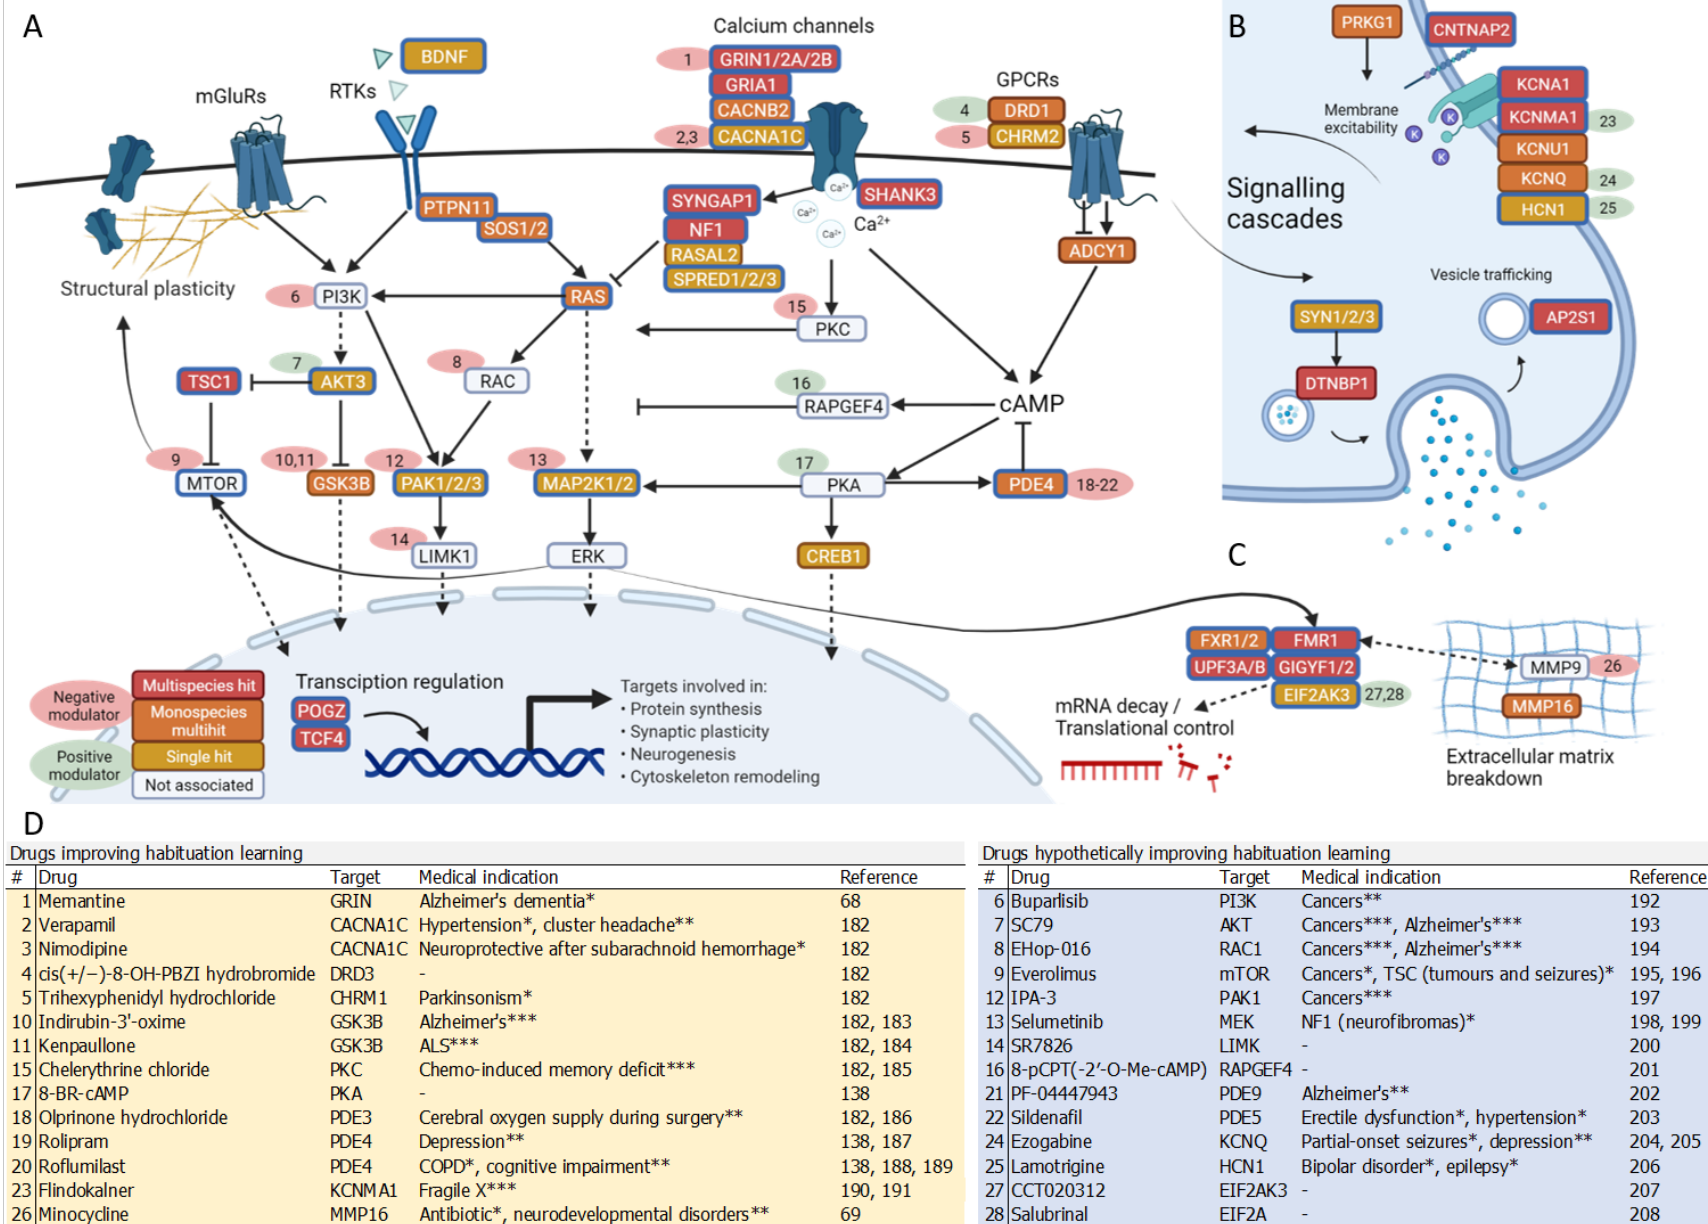 A
Calcium channels
BDNF
RTKs
mGluRs
1 GRIN1/2A/2B
GRIA1
CACNB2
2,3 CACNA1C
GPCRs
4 DRD1
5 CHRM2
PTPN11
SOS1/2
SYNGAP1
NF1
RASAL2
SPRED1/2/3
Ca²⁺
SHANK3
Ca²⁺
Ca²⁺
Ca²⁺
ADCY1
Structural plasticity
6 PI3K
RAS
15
PKC
7
TSC1
AKT3
8
RAC
16
RAPGEF4
cAMP
9
MTOR
10,11
GSK3B
12
PAK1/2/3
13
MAP2K1/2
17
PKA
PDE4 18-22
14
LIMK1
ERK
CREB1
Negative
modulator
Positive
modulator
Multispecies hit
Monospecies
multihit
Single hit
Not associated
Transciption regulation
POGZ
TCF4
Targets involved in:
• Protein synthesis
• Synaptic plasticity
• Neurogenesis
• Cytoskeleton remodeling
B
PRKG1
CNTNAP2
Membrane
excitability
K
K
K
KCNA1
KCNMA1 23
KCNU1
KCNQ 24
HCN1 25
Signalling
cascades
Vesicle trafficking
SYN1/2/3
AP2S1
DTNBP1
C
FXR1/2 FMR1
UPF3A/B GIGYF1/2
EIF2AK3 27,28
mRNA decay /
Translational control
MMP9 26
MMP16
Extracellular matrix
breakdown
D
Drugs improving habituation learning
# Drug Target Medical indication Reference
1 Memantine GRIN Alzheimer's dementia* 68
2 Verapamil CACNA1C Hypertension*, cluster headache** 182
3 Nimodipine CACNA1C Neuroprotective after subarachnoid hemorrhage* 182
4 cis(+/−)-8-OH-PBZI hydrobromide DRD3 - 182
5 Trihexyphenidyl hydrochloride CHRM1 Parkinsonism* 182
10 Indirubin-3'-oxime GSK3B Alzheimer's*** 182, 183
11 Kenpaullone GSK3B ALS*** 182, 184
15 Chelerythrine chloride PKC Chemo-induced memory deficit*** 182, 185
17 8-BR-cAMP PKA - 138
18 Olprinone hydrochloride PDE3 Cerebral oxygen supply during surgery** 182, 186
19 Rolipram PDE4 Depression** 138, 187
20 Roflumilast PDE4 COPD*, cognitive impairment** 138, 188, 189
23 Flindokalner KCNMA1 Fragile X*** 190, 191
26 Minocycline MMP16 Antibiotic*, neurodevelopmental disorders** 69
Drugs hypothetically improving habituation learning
# Drug Target Medical indication Reference
6 Buparlisib PI3K Cancers** 192
7 SC79 AKT Cancers***, Alzheimer's*** 193
8 EHop-016 RAC1 Cancers***, Alzheimer's*** 194
9 Everolimus mTOR Cancers*, TSC (tumours and seizures)* 195, 196
12 IPA-3 PAK1 Cancers*** 197
13 Selumetinib MEK NF1 (neurofibromas)* 198, 199
14 SR7826 LIMK - 200
16 8-pCPT(-2′-O-Me-cAMP) RAPGEF4 - 201
21 PF-04447943 PDE9 Alzheimer's** 202
22 Sildenafil PDE5 Erectile dysfunction*, hypertension* 203
24 Ezogabine KCNQ Partial-onset seizures*, depression** 204, 205
25 Lamotrigine HCN1 Bipolar disorder*, epilepsy* 206
27 CCT020312 EIF2AK3 - 207
28 Salubrinal EIF2A - 208